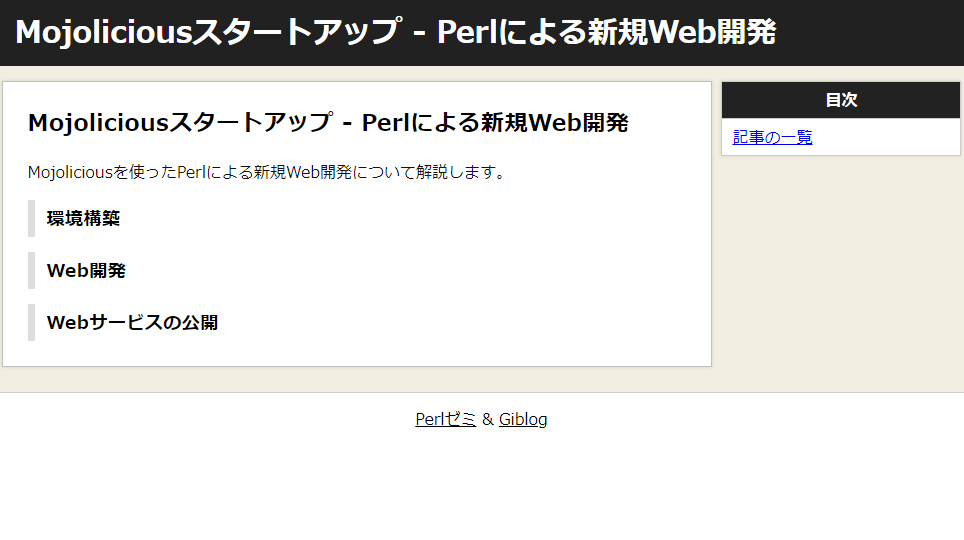 Mojoliciousスタートアップ - Perlによる新規Web開発
Mojoliciousスタートアップ - Perlによる新規Web開発
Mojoliciousを使ったPerlによる新規Web開発について解説します。
環境構築
Web開発
Webサービスの公開
目次
記事の一覧
Perlゼミ & Giblog